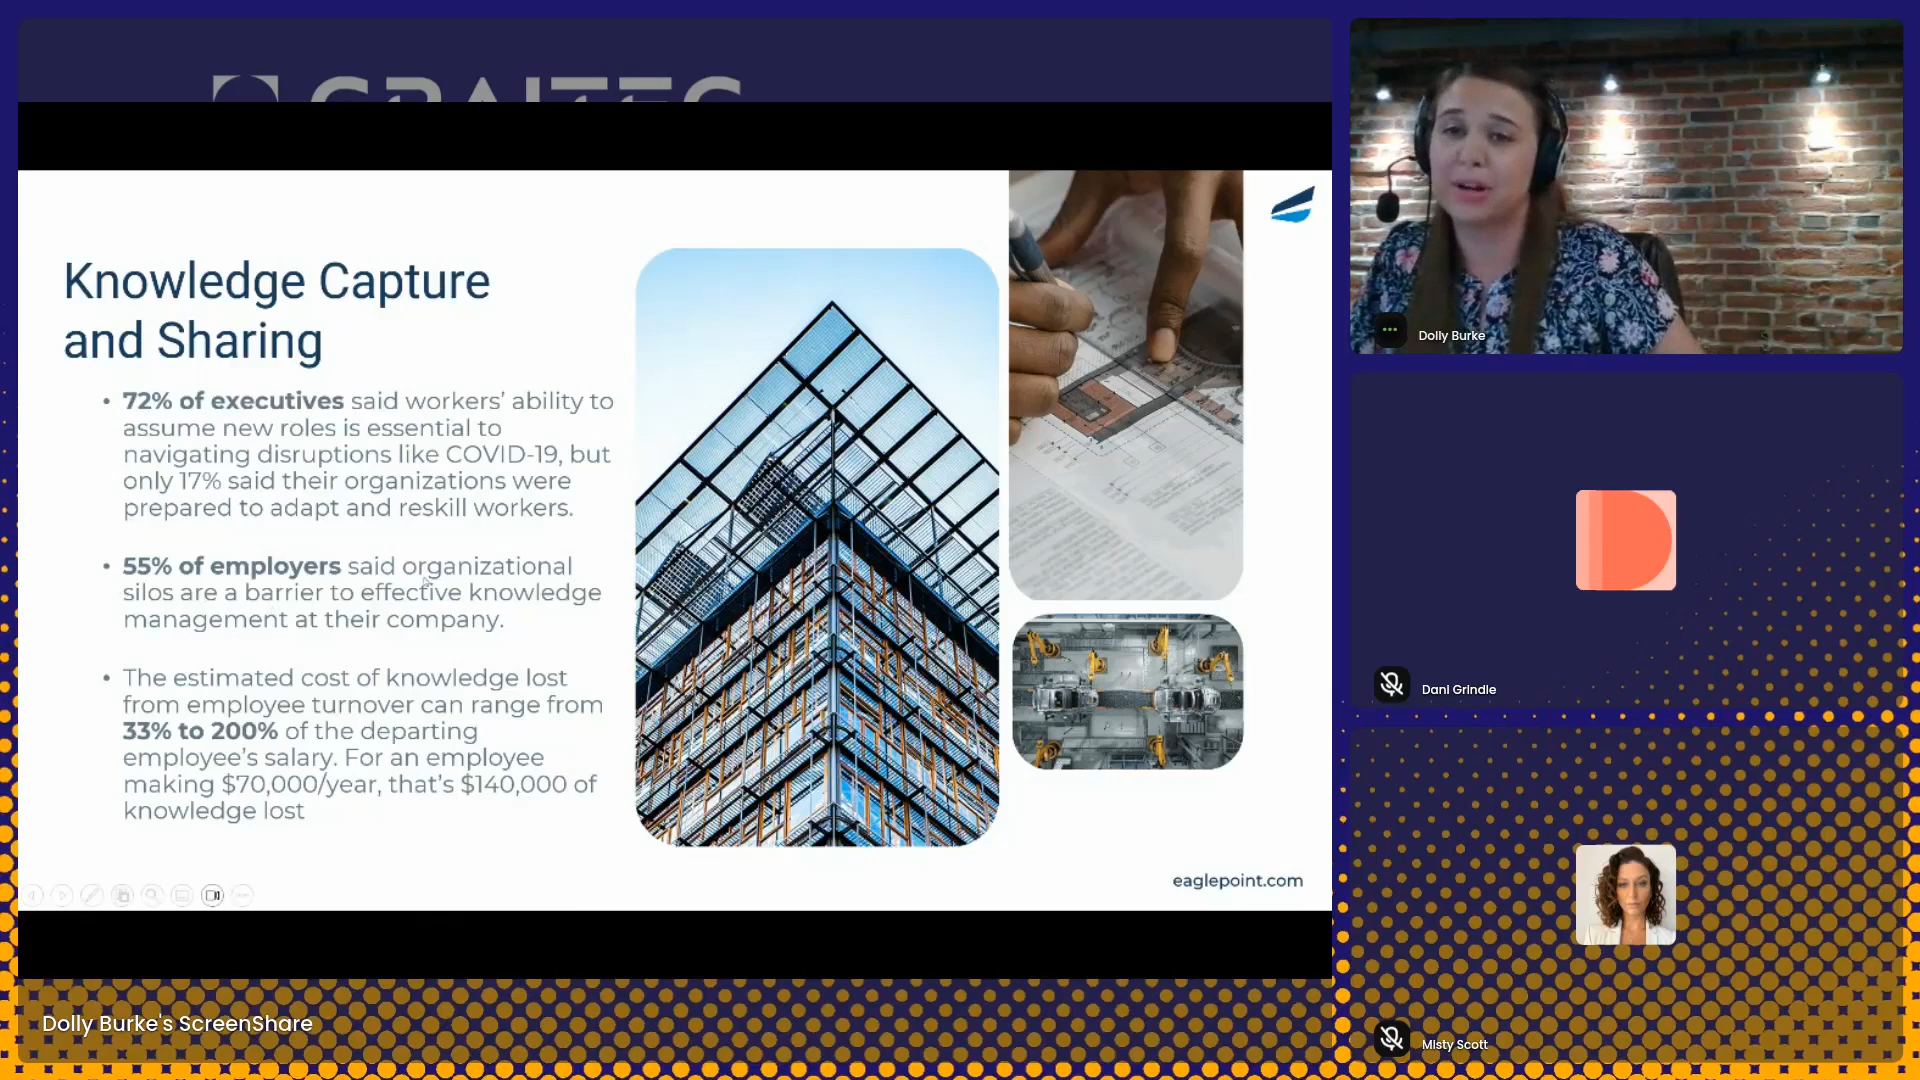 GRAITEC
Knowledge Capture
and Sharing
• 72% of executives said workers’ ability to
assume new roles is essential to
navigating disruptions like COVID-19, but
only 17% said their organizations were
prepared to adapt and reskill workers.
• 55% of employers said organizational
silos are a barrier to effective knowledge
management at their company.
• The estimated cost of knowledge lost
from employee turnover can range from
33% to 200% of the departing
employee’s salary. For an employee
making $70,000/year, that’s $140,000 of
knowledge lost
eaglepoint.com
Dolly Burke's ScreenShare
Dolly Burke
Dani Grindle
Misty Scott